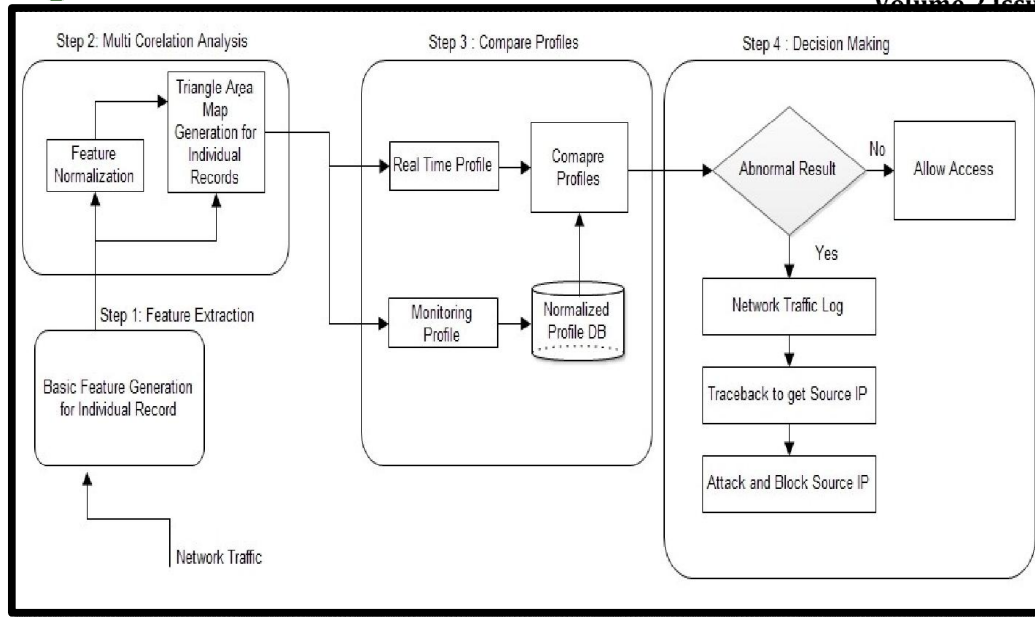 Volume 2 Issu
Step 2: Multi Corelation Analysis
Triangle Area
Map
Generation for
Individual
Records
Feature
Normalization
Step 1: Feature Extraction
Basic Feature Generation
for Individual Record
Network Traffic
Step 3 : Compare Profiles
Real Time Profile
Comapre
Profiles
Monitoring
Profile
Normalized
Profile DB
Step 4 : Decision Making
Abnormal Result
No
Allow Access
Yes
Network Traffic Log
Traceback to get Source IP
Attack and Block Source IP